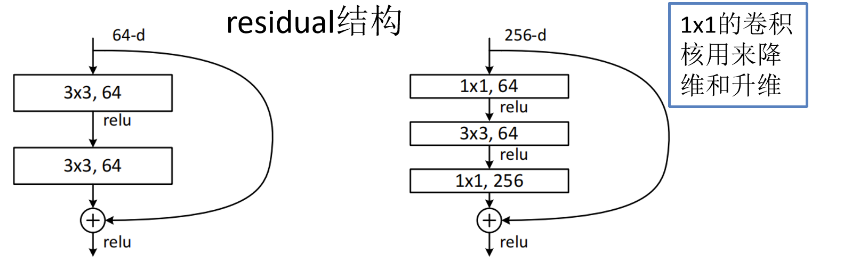 residual结构
64-d
3x3, 64
relu
3x3, 64
+
relu
256-d
1x1, 64
relu
3x3, 64
relu
1x1, 256
+
relu
1x1的卷积
核用来降
维和升维